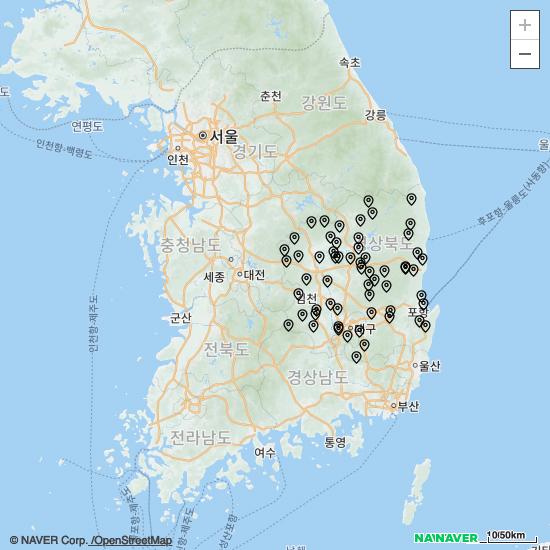 +
−
속초
춘천
강원도
강릉
도
연평도
서울
인천
경기도
울
인천항-백령도
후포항-울릉도(사동항)
충청남도
경상북도
세종
대전
인천항-제주도
김천
포항
군산
대구
전북도
울산
경상남도
부산
전라남도
통영
여수
© NAVER Corp. /OpenStreetMap
NAVER
10/50km